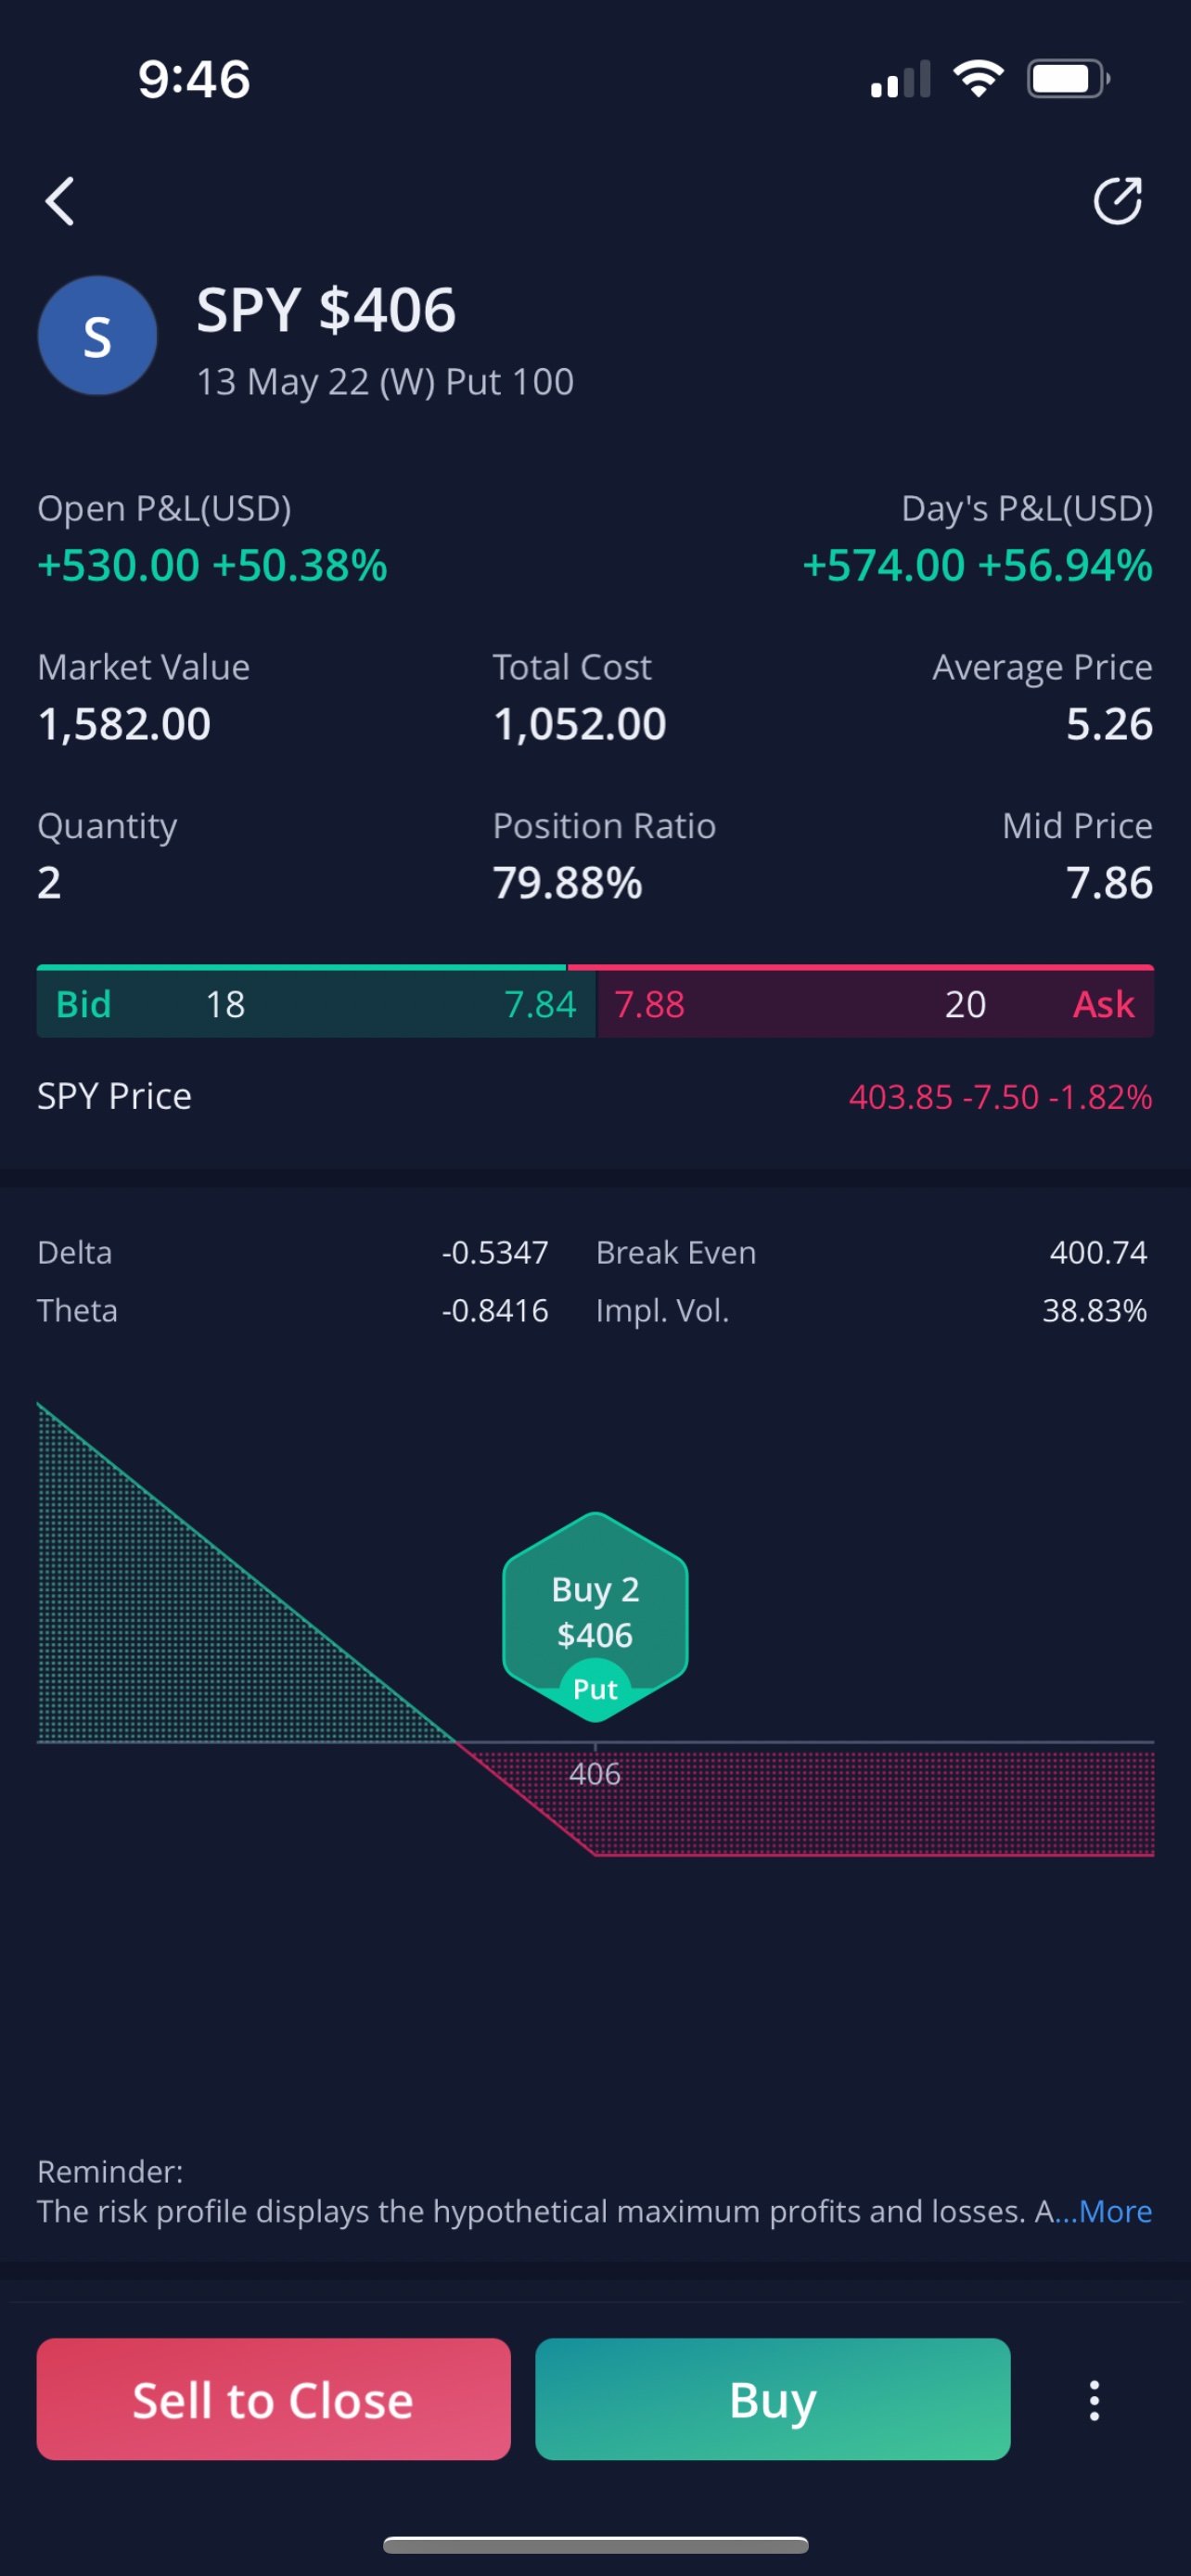 9:46
S
SPY $406
13 May 22 (W) Put 100
Open P&L(USD) Day's P&L(USD)
+530.00 +50.38% +574.00 +56.94%
Market Value Total Cost Average Price
1,582.00 1,052.00 5.26
Quantity Position Ratio Mid Price
2 79.88% 7.86
Bid 18 7.84 7.88 20 Ask
SPY Price 403.85 -7.50 -1.82%
Delta -0.5347 Break Even 400.74
Theta -0.8416 Impl. Vol. 38.83%
Buy 2
$406
Put
406
Reminder:
The risk profile displays the hypothetical maximum profits and losses. A...More
Sell to Close Buy